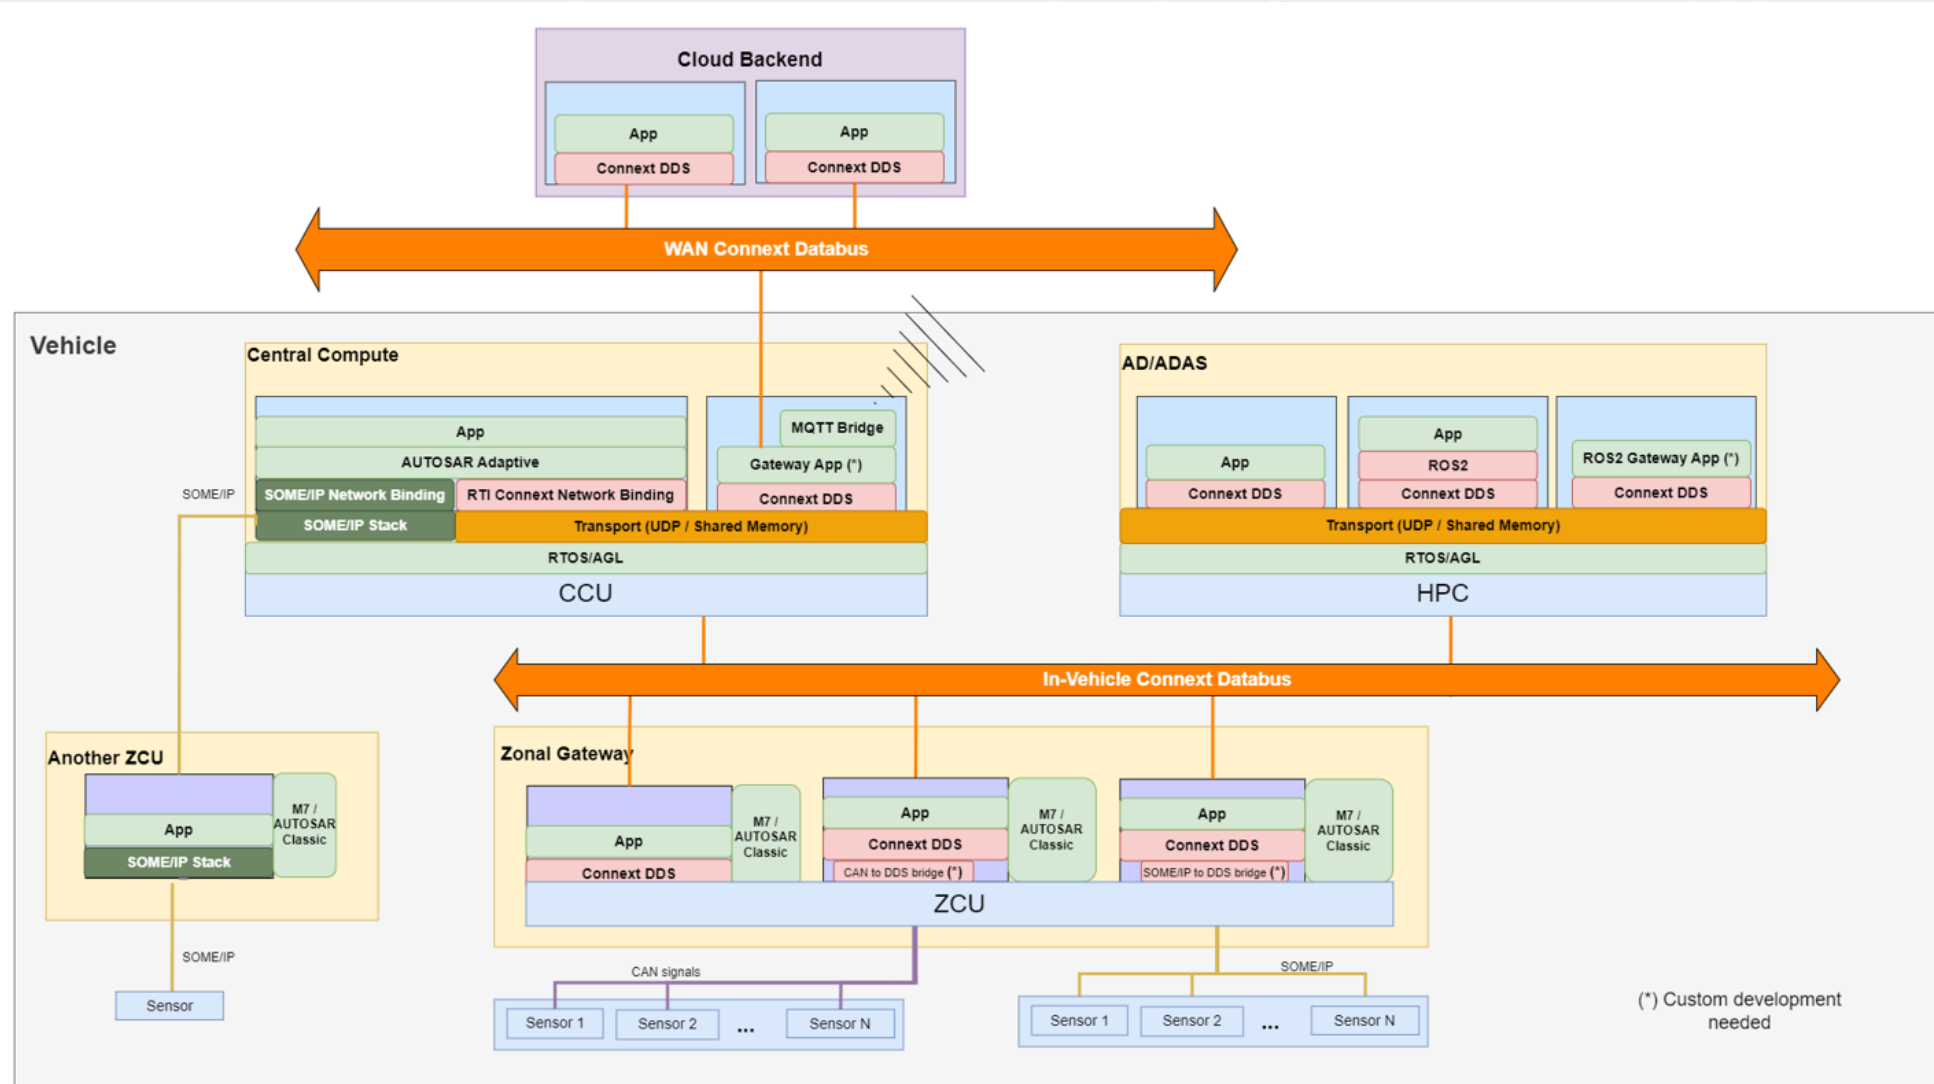 Cloud Backend
App
Connext DDS
App
Connext DDS
WAN Connext Databus
Vehicle
Central Compute
App
AUTOSAR Adaptive
SOME/IP Network Binding
RTI Connext Network Binding
SOME/IP Stack
MQTT Bridge
Gateway App (*)
Connext DDS
Transport (UDP / Shared Memory)
RTOS/AGL
CCU
SOME/IP
AD/ADAS
App
Connext DDS
App
ROS2
Connext DDS
ROS2 Gateway App (*)
Connext DDS
Transport (UDP / Shared Memory)
RTOS/AGL
HPC
In-Vehicle Connext Databus
Another ZCU
App
SOME/IP Stack
M7 /
AUTOSAR
Classic
SOME/IP
Sensor
Zonal Gateway
App
Connext DDS
M7 /
AUTOSAR
Classic
App
Connext DDS
CAN to DDS bridge (*)
M7 /
AUTOSAR
Classic
App
Connext DDS
SOME/IP to DDS bridge (*)
M7 /
AUTOSAR
Classic
ZCU
CAN signals
Sensor 1
Sensor 2
...
Sensor N
SOME/IP
Sensor 1
Sensor 2
...
Sensor N
(*) Custom development
needed